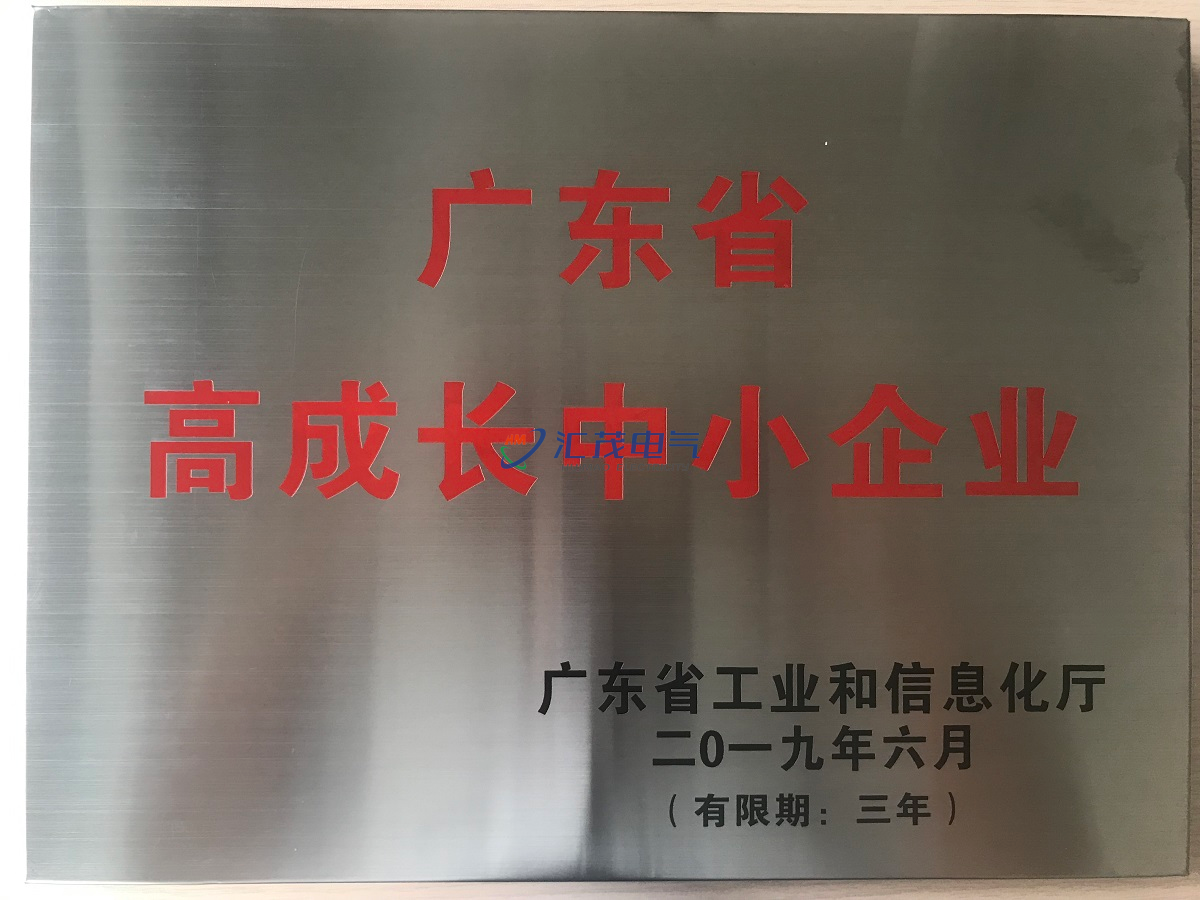 广东省
高成长中小企业
汇茂电气
广东省工业和信息化厅
二0一九年六月
（有限期：三年）